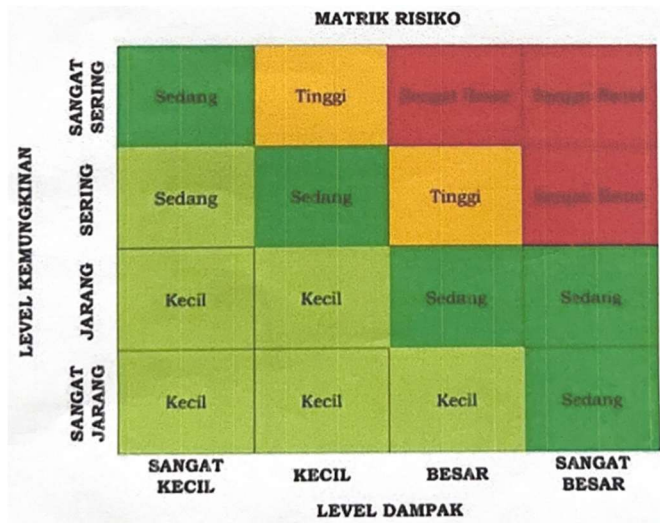 MATRIK RISIKO
LEVEL KEMUNGKINAN
SANGAT
SERING
Sedang Tinggi
SERING
Sedang Sedang Tinggi
JARANG
Kecil Kecil Sedang Sedang
SANGAT
JARANG
Kecil Kecil Kecil Sedang
SANGAT
KECIL
KECIL
BESAR
SANGAT
BESAR
LEVEL DAMPAK